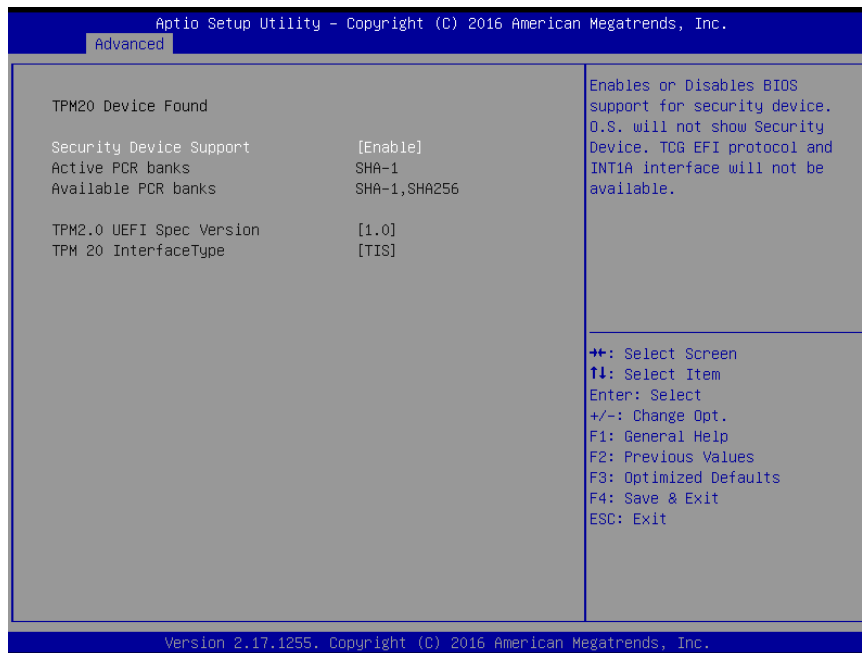 Aptio Setup Utility – Copyright (C) 2016 American Megatrends, Inc.
Advanced
TPM20 Device Found
Security Device Support [Enable]
Active PCR banks SHA-1
Available PCR banks SHA-1,SHA256
TPM2.0 UEFI Spec Version [1.0]
TPM 20 InterfaceType [TIS]
Enables or Disables BIOS
support for security device.
O.S. will not show Security
Device. TCG EFI protocol and
INT1A interface will not be
available.
→←: Select Screen
↑↓: Select Item
Enter: Select
+/-: Change Opt.
F1: General Help
F2: Previous Values
F3: Optimized Defaults
F4: Save & Exit
ESC: Exit
Version 2.17.1255. Copyright (C) 2016 American Megatrends, Inc.